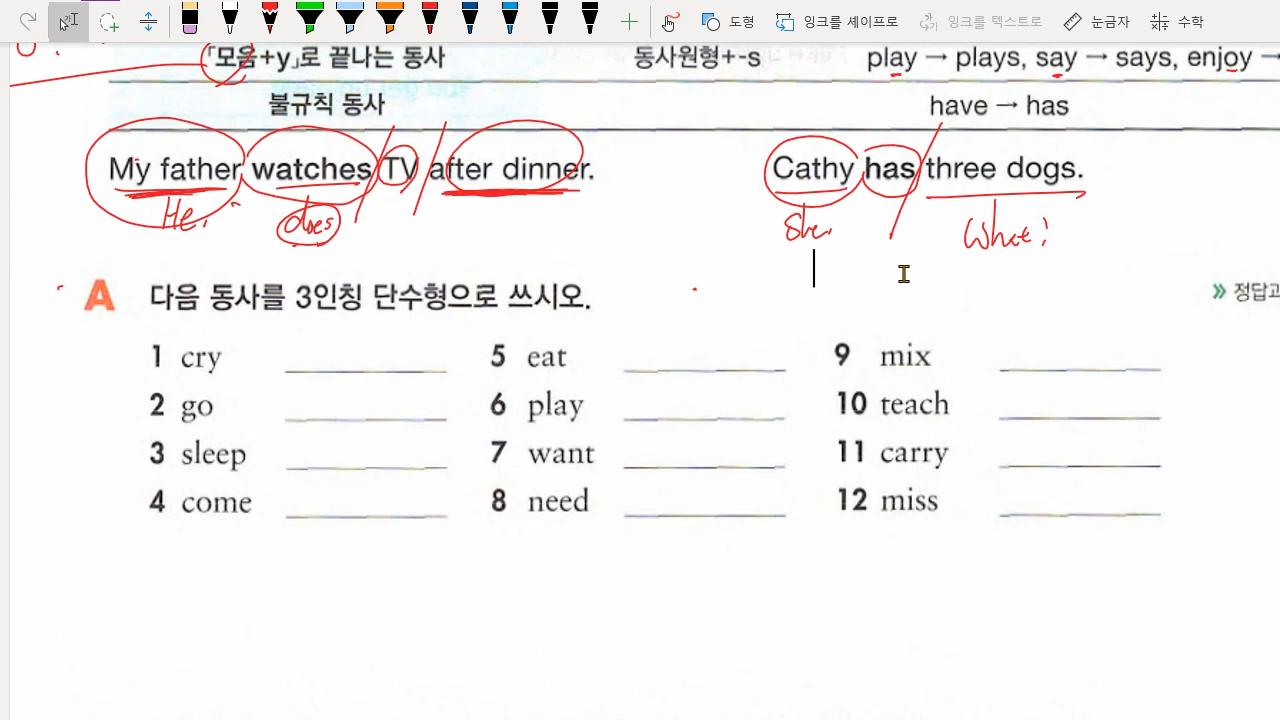 도형 잉크를 셰이프로 잉크를 텍스트로 눈금자 수학
「모음+y」로 끝나는 동사 동사원형+-s play → plays, say → says, enjoy →
불규칙 동사 have → has
My father watches TV after dinner. Cathy has three dogs.
He. does She. What?
A 다음 동사를 3인칭 단수형으로 쓰시오. » 정답과
1 cry 5 eat 9 mix
2 go 6 play 10 teach
3 sleep 7 want 11 carry
4 come 8 need 12 miss